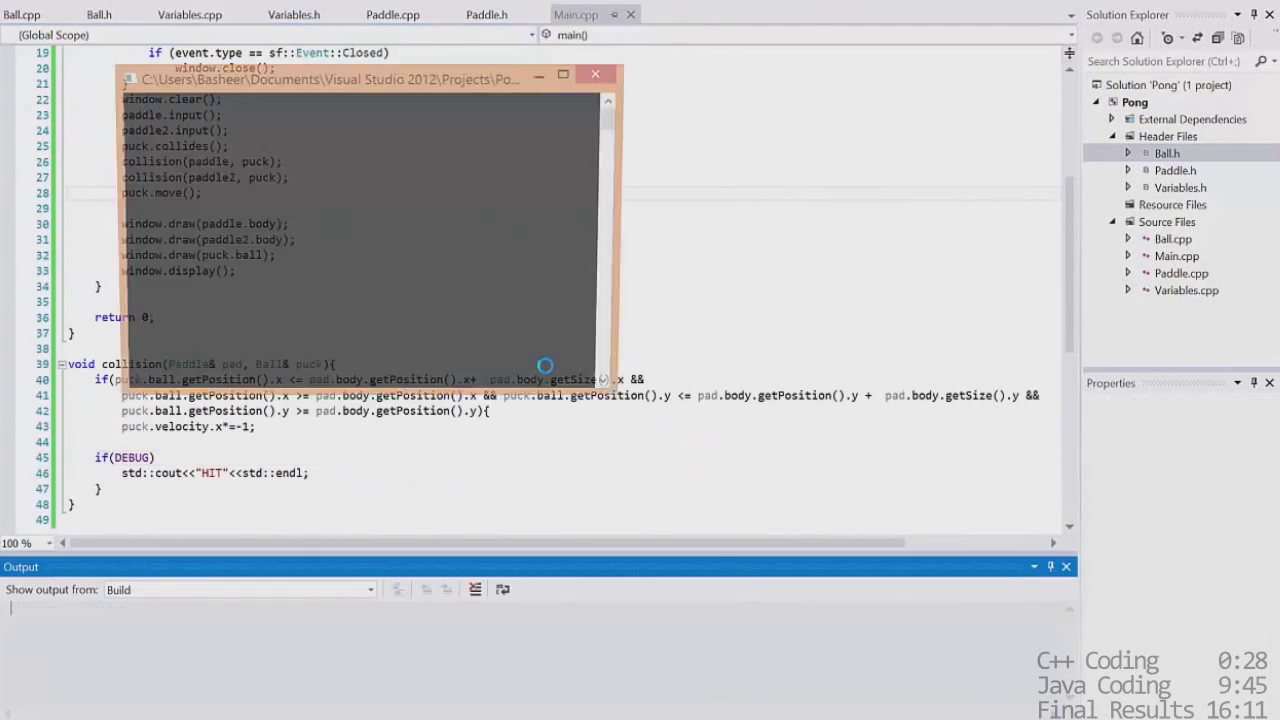 Ball.cpp Ball.h Variables.cpp Variables.h Paddle.cpp Paddle.h Main.cpp
(Global Scope) main()
19 if (event.type == sf::Event::Closed)
20 window.close();
C:\Users\Basheer\Documents\Visual Studio 2012\Projects\Po...
21 }
22 window.clear();
23 paddle.input();
24 paddle2.input();
25 puck.collides();
26 collision(paddle, puck);
27 collision(paddle2, puck);
28 puck.move();
29
30 window.draw(paddle.body);
31 window.draw(paddle2.body);
32 window.draw(puck.ball);
33 window.display();
34 }
35
36 return 0;
37 }
38
39 void collision(Paddle& pad, Ball& puck){
40 if(puck.ball.getPosition().x <= pad.body.getPosition().x+ pad.body.getSize().x &&
41 puck.ball.getPosition().x >= pad.body.getPosition().x && puck.ball.getPosition().y <= pad.body.getPosition().y + pad.body.getSize().y &&
42 puck.ball.getPosition().y >= pad.body.getPosition().y){
43 puck.velocity.x*=-1;
44
45 if(DEBUG)
46 std::cout<<"HIT"<<std::endl;
47 }
48 }
49
100 %
Output
Show output from: Build
Solution Explorer
Search Solution Explorer (Ctrl+;)
Solution 'Pong' (1 project)
Pong
External Dependencies
Header Files
Ball.h
Paddle.h
Variables.h
Resource Files
Source Files
Ball.cpp
Main.cpp
Paddle.cpp
Variables.cpp
Properties
C++ Coding 0:28
Java Coding 9:45
Final Results 16:11